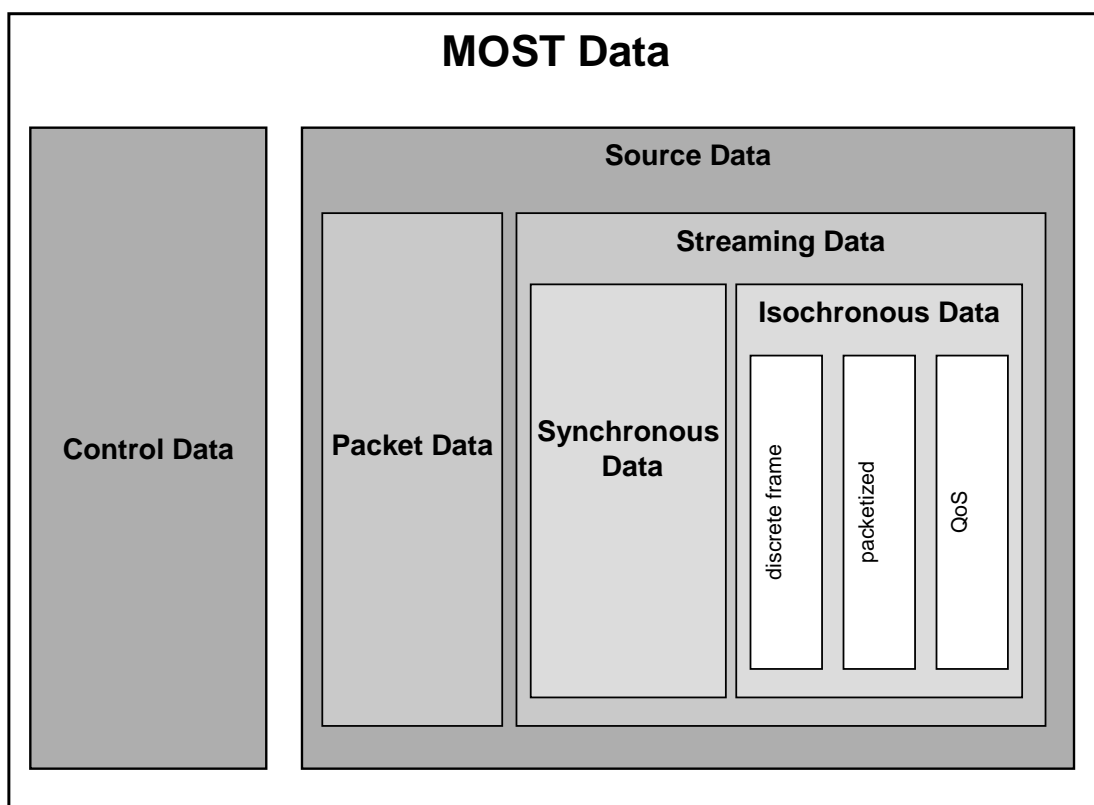 MOST Data
Control Data
Source Data
Packet Data
Streaming Data
Synchronous
Data
Isochronous Data
discrete frame
packetized
QoS